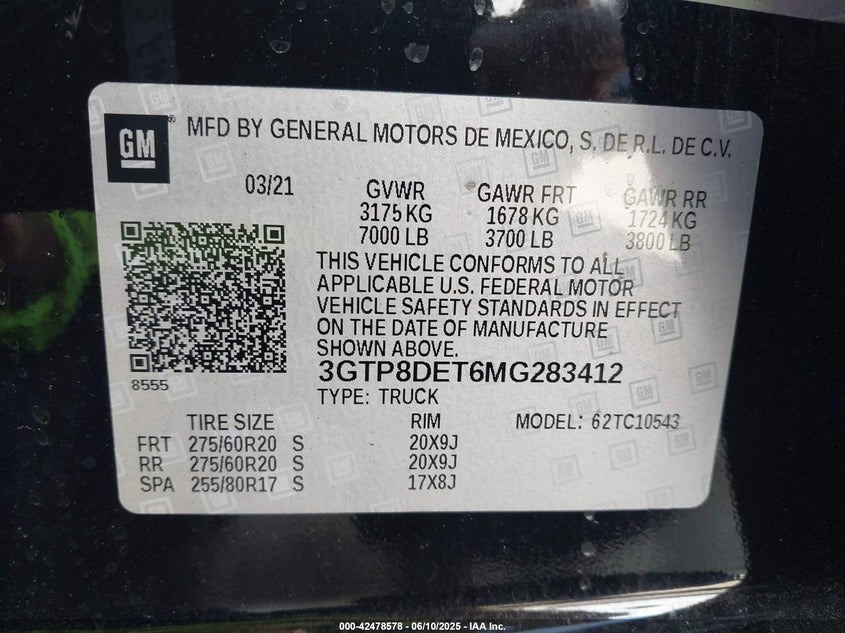 GM
MFD BY GENERAL MOTORS DE MEXICO, S. DE R.L. DE C.V.
03/21 GVWR GAWR FRT GAWR RR
3175 KG 1678 KG 1724 KG
7000 LB 3700 LB 3800 LB
THIS VEHICLE CONFORMS TO ALL
APPLICABLE U.S. FEDERAL MOTOR
VEHICLE SAFETY STANDARDS IN EFFECT
ON THE DATE OF MANUFACTURE
SHOWN ABOVE.
8555
3GTP8DET6MG283412
TYPE: TRUCK
TIRE SIZE RIM MODEL: 62TC10543
FRT 275/60R20 S 20X9J
RR 275/60R20 S 20X9J
SPA 255/80R17 S 17X8J
000-42478578 - 06/10/2025 - IAA Inc.